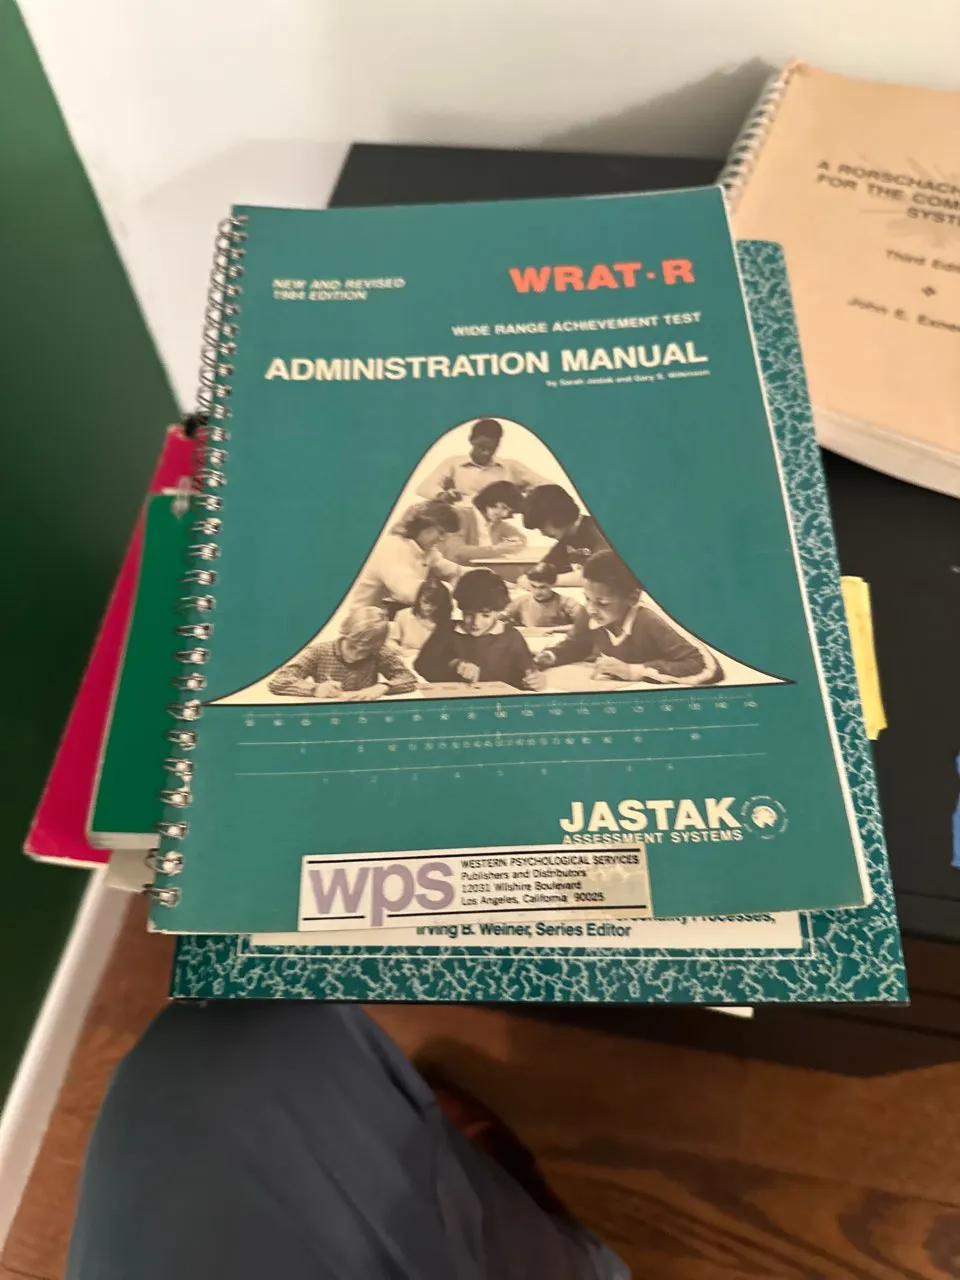 NEW AND REVISED
1984 EDITION
WRAT·R
WIDE RANGE ACHIEVEMENT TEST
ADMINISTRATION MANUAL
by Sarah Jastak and Gary S. Wilkinson
JASTAK
ASSESSMENT SYSTEMS
wps
WESTERN PSYCHOLOGICAL SERVICES
Publishers and Distributors
12031 Wilshire Boulevard
Los Angeles, California 90025
Processes,
Irving B. Weiner, Series Editor
A RORSCHACH
FOR THE COM
SYST
Third Edi
John E. Exne